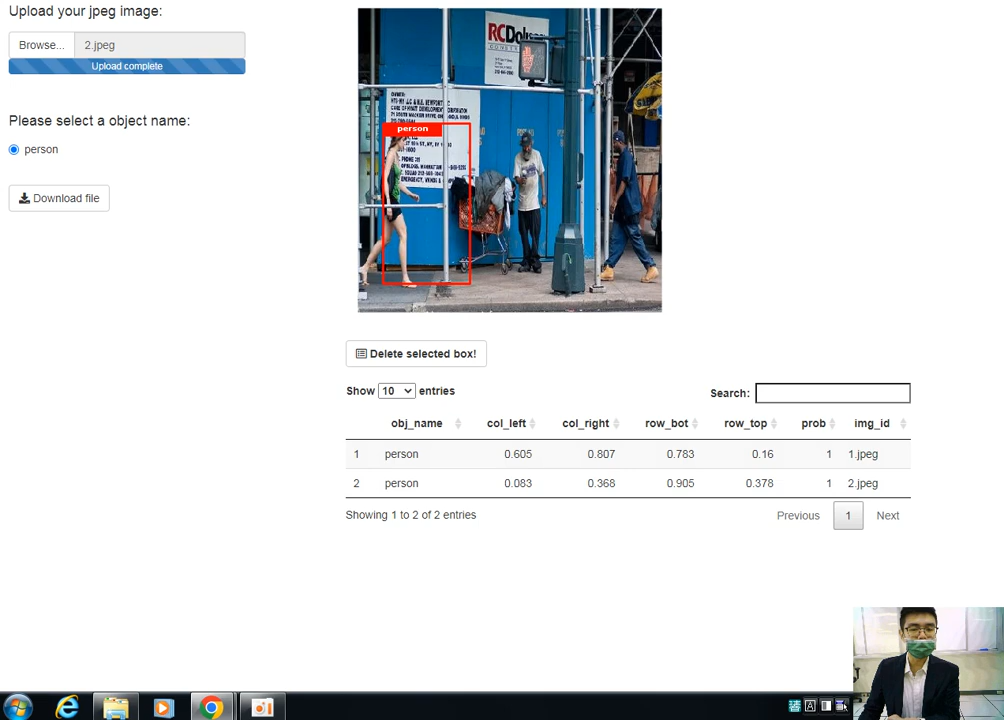 Upload your jpeg image:
Browse... 2.jpeg
Upload complete
Please select a object name:
person
Download file
RCDo
OWNER:
person
PHONE
Delete selected box!
Show 10 entries
Search:
obj_name col_left col_right row_bot row_top prob img_id
1 person 0.605 0.807 0.783 0.16 1 1.jpeg
2 person 0.083 0.368 0.905 0.378 1 2.jpeg
Showing 1 to 2 of 2 entries
Previous 1 Next